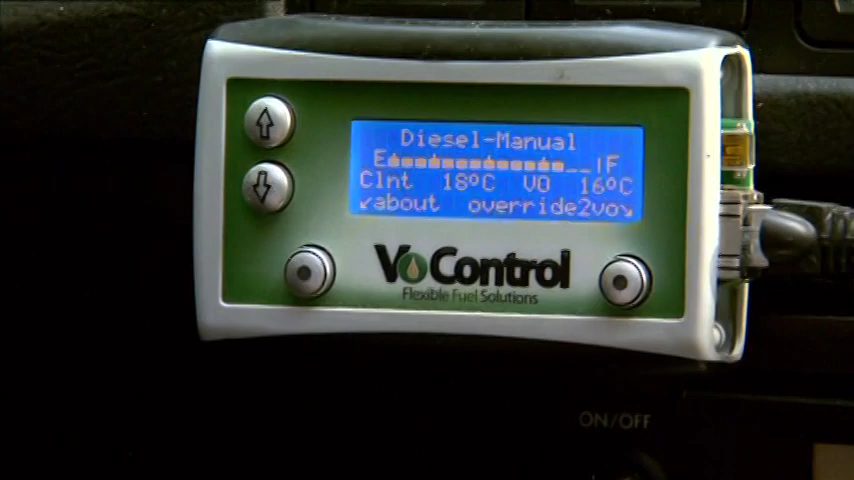 Diesel-Manual
E F
Clnt 18°C VO 16°C
↙about override2vo↘
VoControl
Flexible Fuel Solutions
ON/OFF